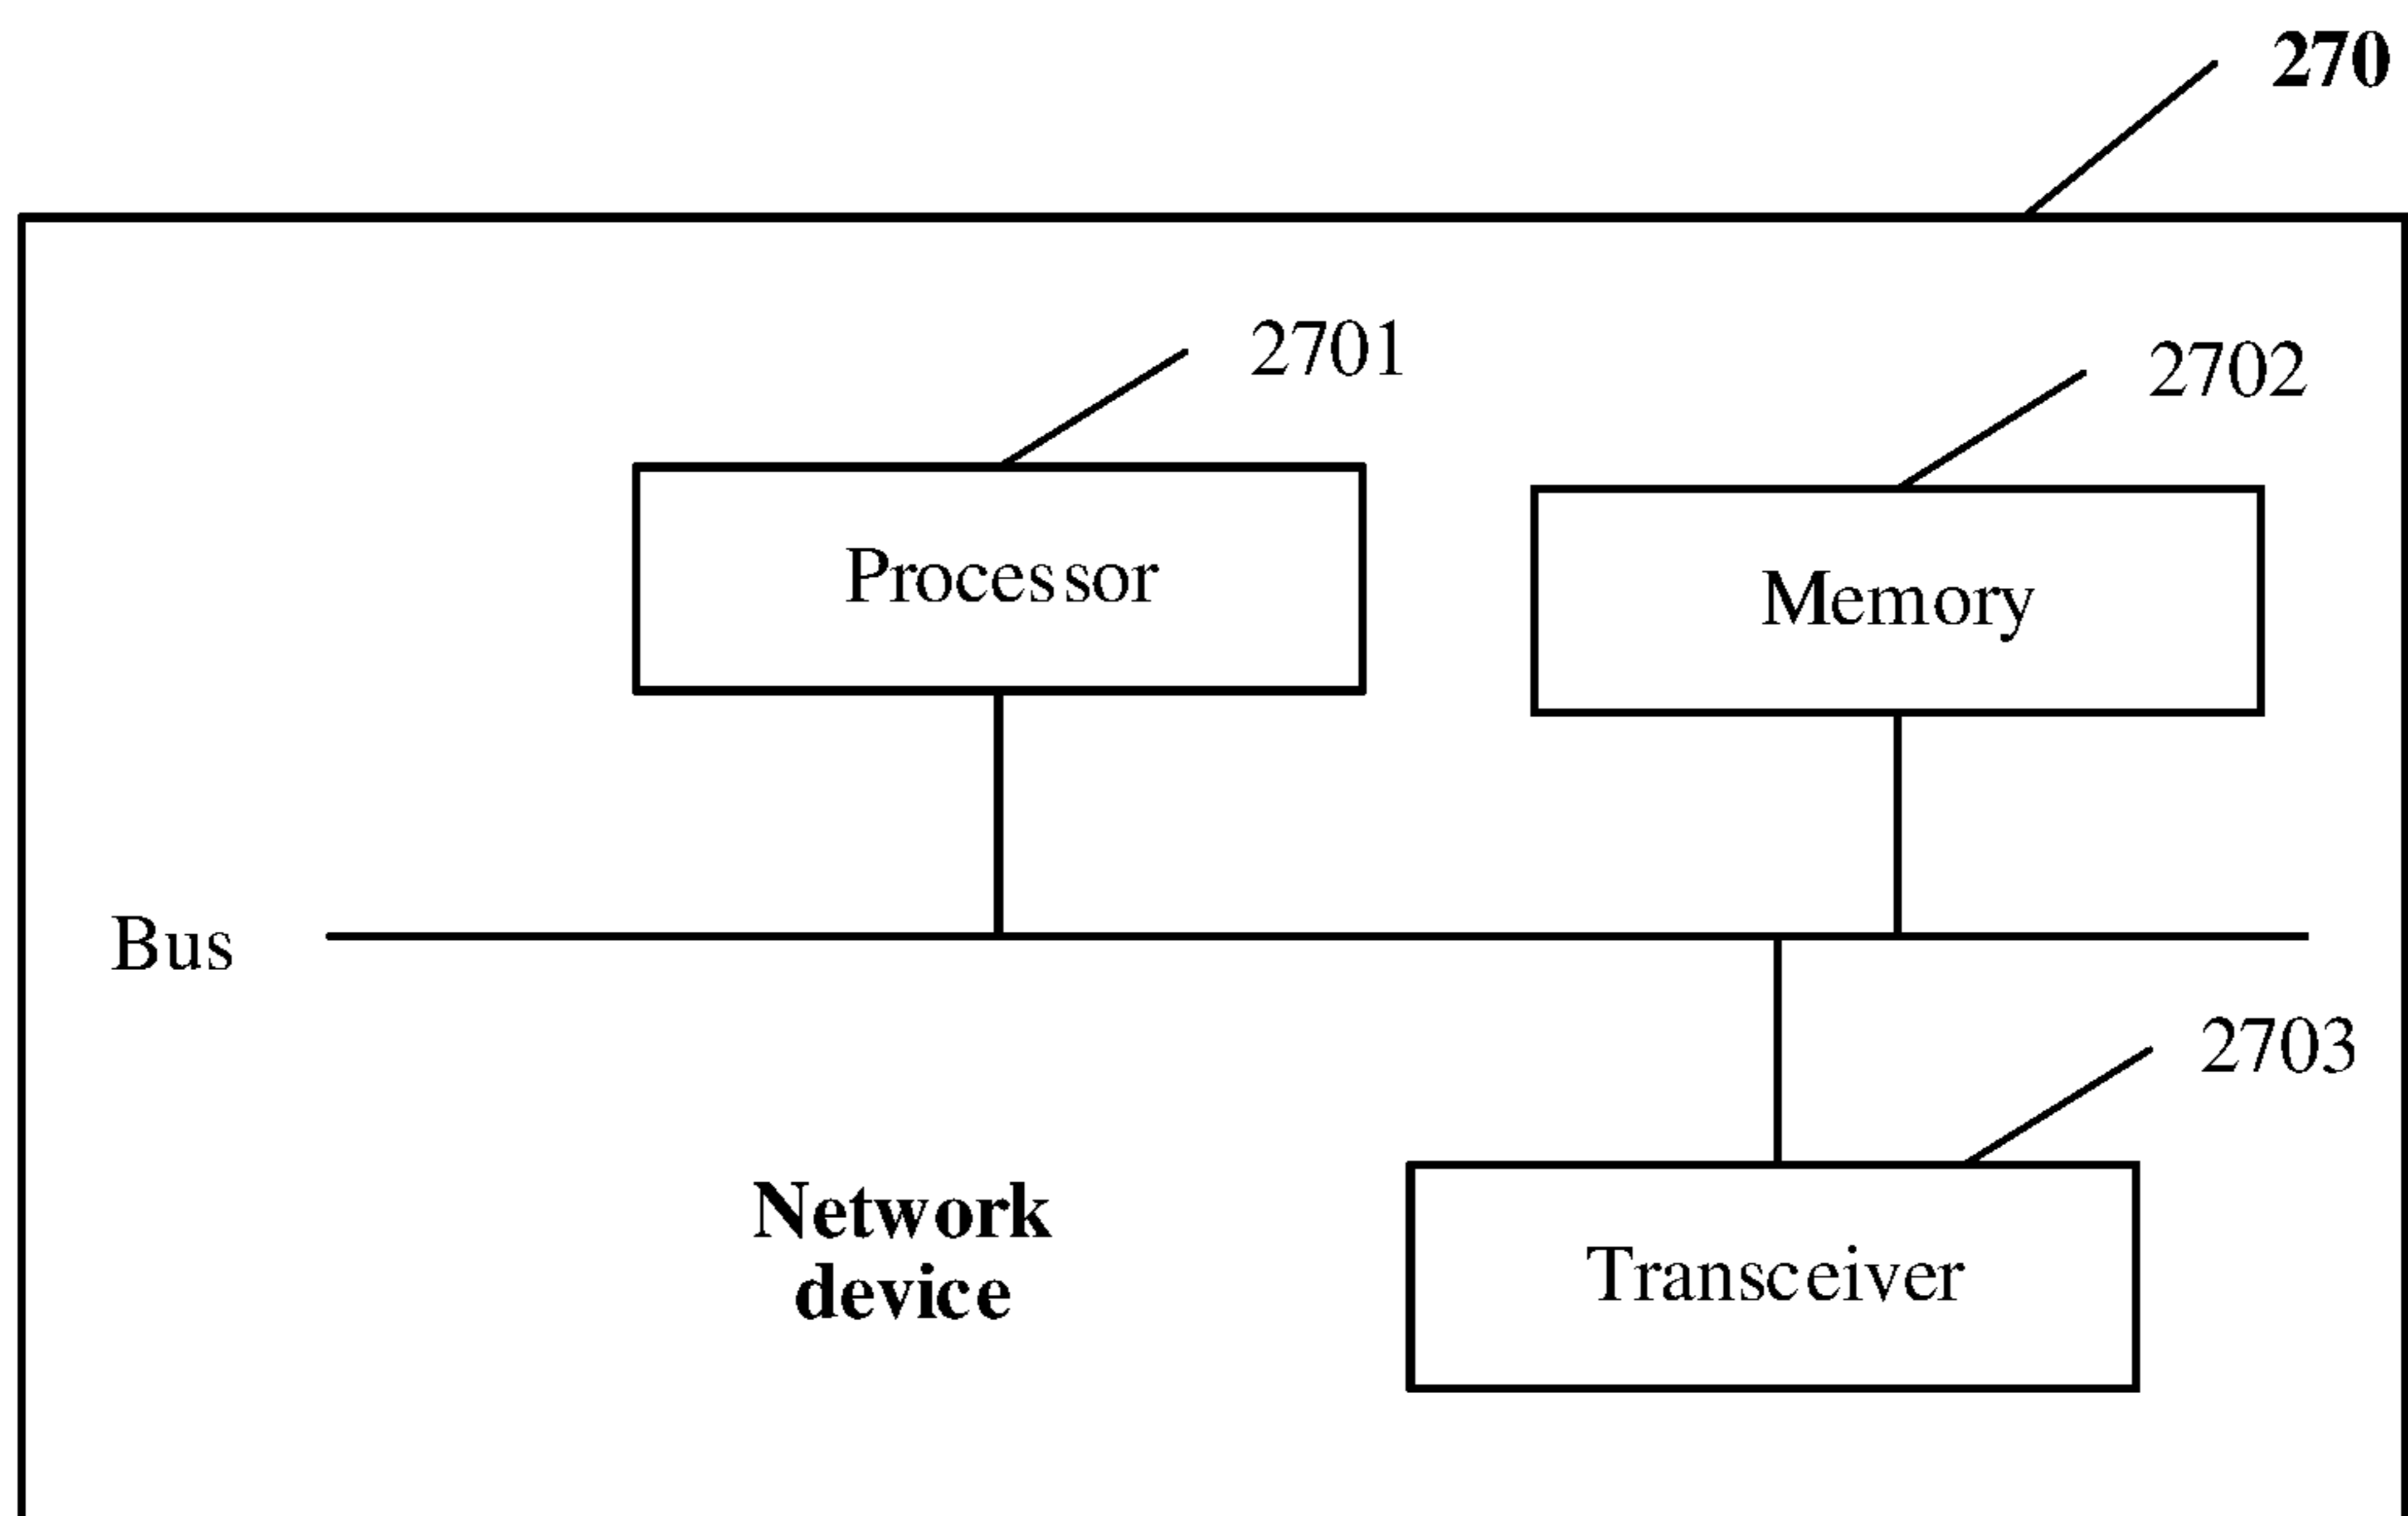 270
2701
2702
Processor
Memory
Bus
2703
Network
device
Transceiver